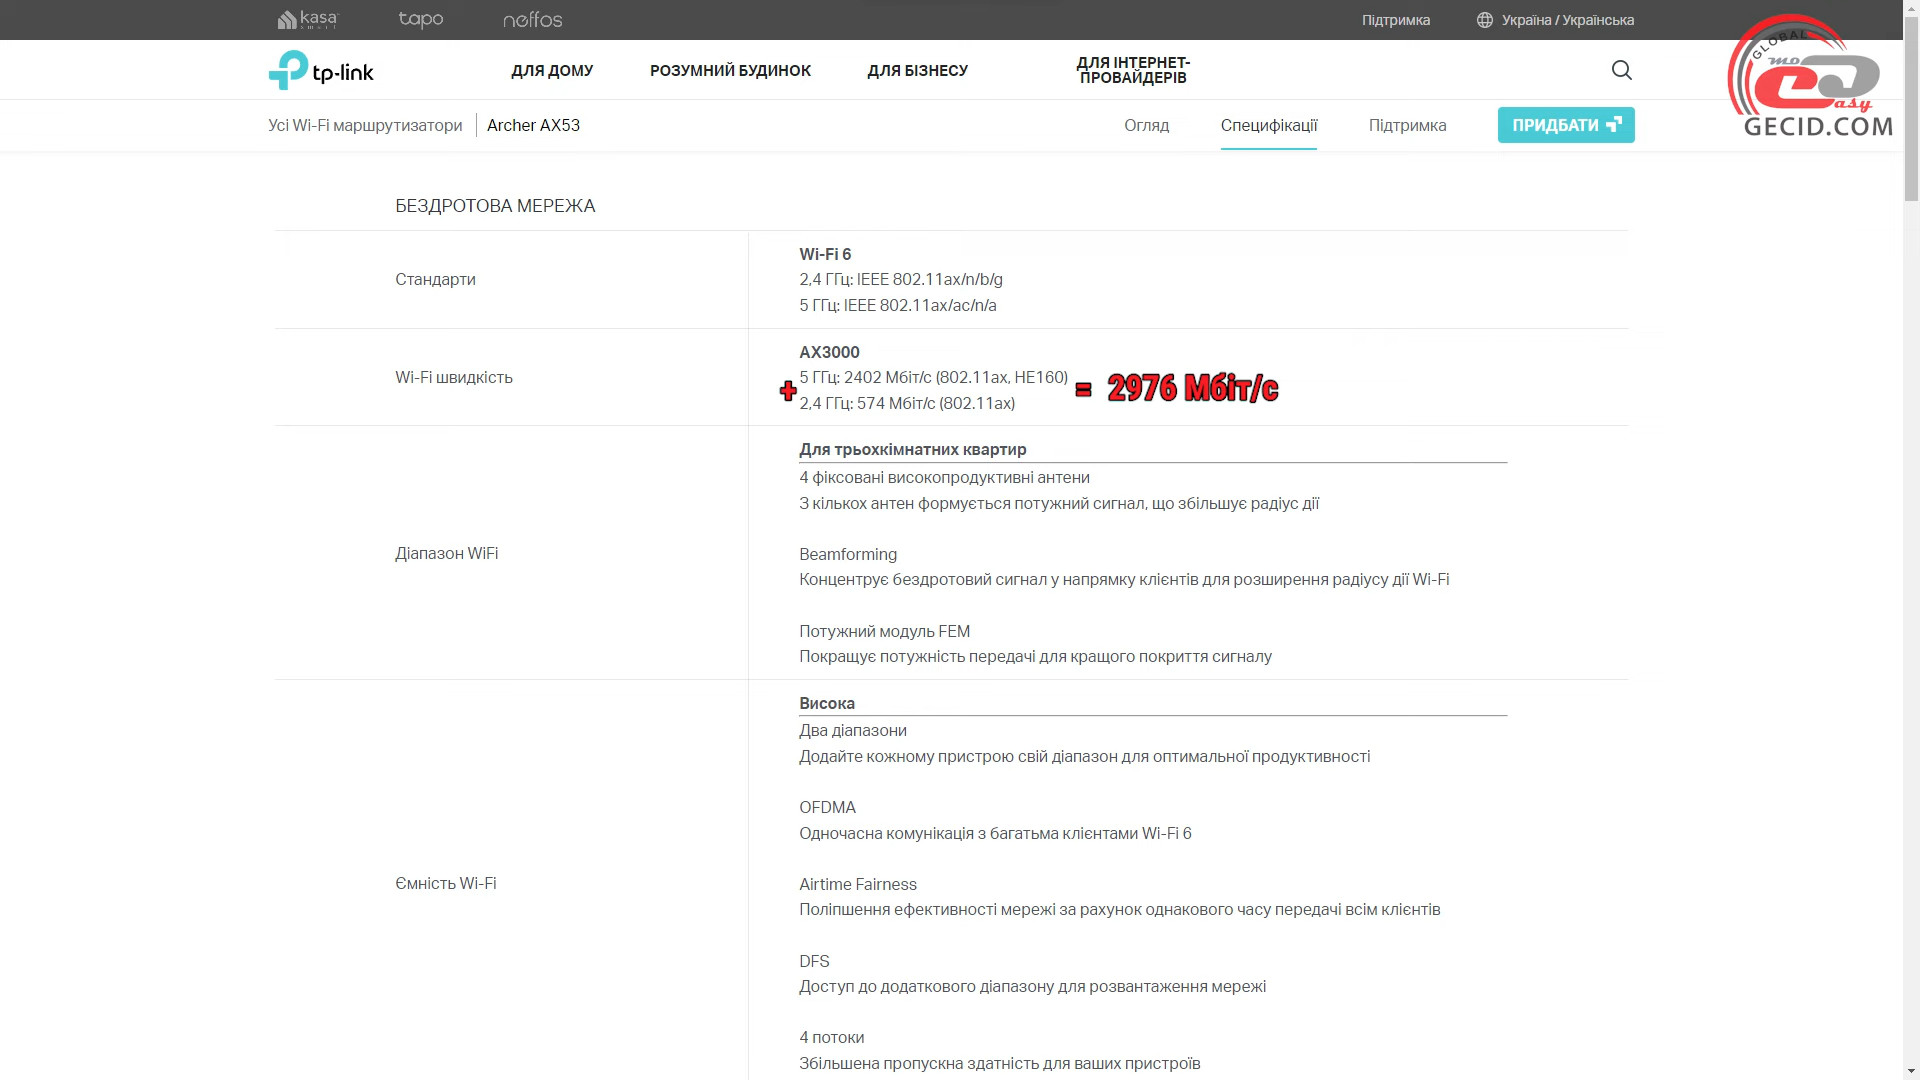 kasa
smart
tapo
neffos
Підтримка
Україна / Українська
GLOBAL
mo
easy
GECID.COM
tp-link
ДЛЯ ДОМУ
РОЗУМНИЙ БУДИНОК
ДЛЯ БІЗНЕСУ
ДЛЯ ІНТЕРНЕТ-
ПРОВАЙДЕРІВ
Усі Wi-Fi маршрутизатори
Archer AX53
Огляд
Специфікації
Підтримка
ПРИДБАТИ
БЕЗДРОТОВА МЕРЕЖА
Стандарти
Wi-Fi 6
2,4 ГГц: IEEE 802.11ax/n/b/g
5 ГГц: IEEE 802.11ax/ac/n/a
Wi-Fi швидкість
AX3000
5 ГГц: 2402 Мбіт/с (802.11ax, HE160)
2,4 ГГц: 574 Мбіт/с (802.11ax)
+ = 2976 Мбіт/с
Діапазон WiFi
Для трьохкімнатних квартир
4 фіксовані високопродуктивні антени
З кількох антен формується потужний сигнал, що збільшує радіус дії
Beamforming
Концентрує бездротовий сигнал у напрямку клієнтів для розширення радіусу дії Wi-Fi
Потужний модуль FEM
Покращує потужність передачі для кращого покриття сигналу
Ємність Wi-Fi
Висока
Два діапазони
Додайте кожному пристрою свій діапазон для оптимальної продуктивності
OFDMA
Одночасна комунікація з багатьма клієнтами Wi-Fi 6
Airtime Fairness
Поліпшення ефективності мережі за рахунок однакового часу передачі всім клієнтів
DFS
Доступ до додаткового діапазону для розвантаження мережі
4 потоки
Збільшена пропускна здатність для ваших пристроїв